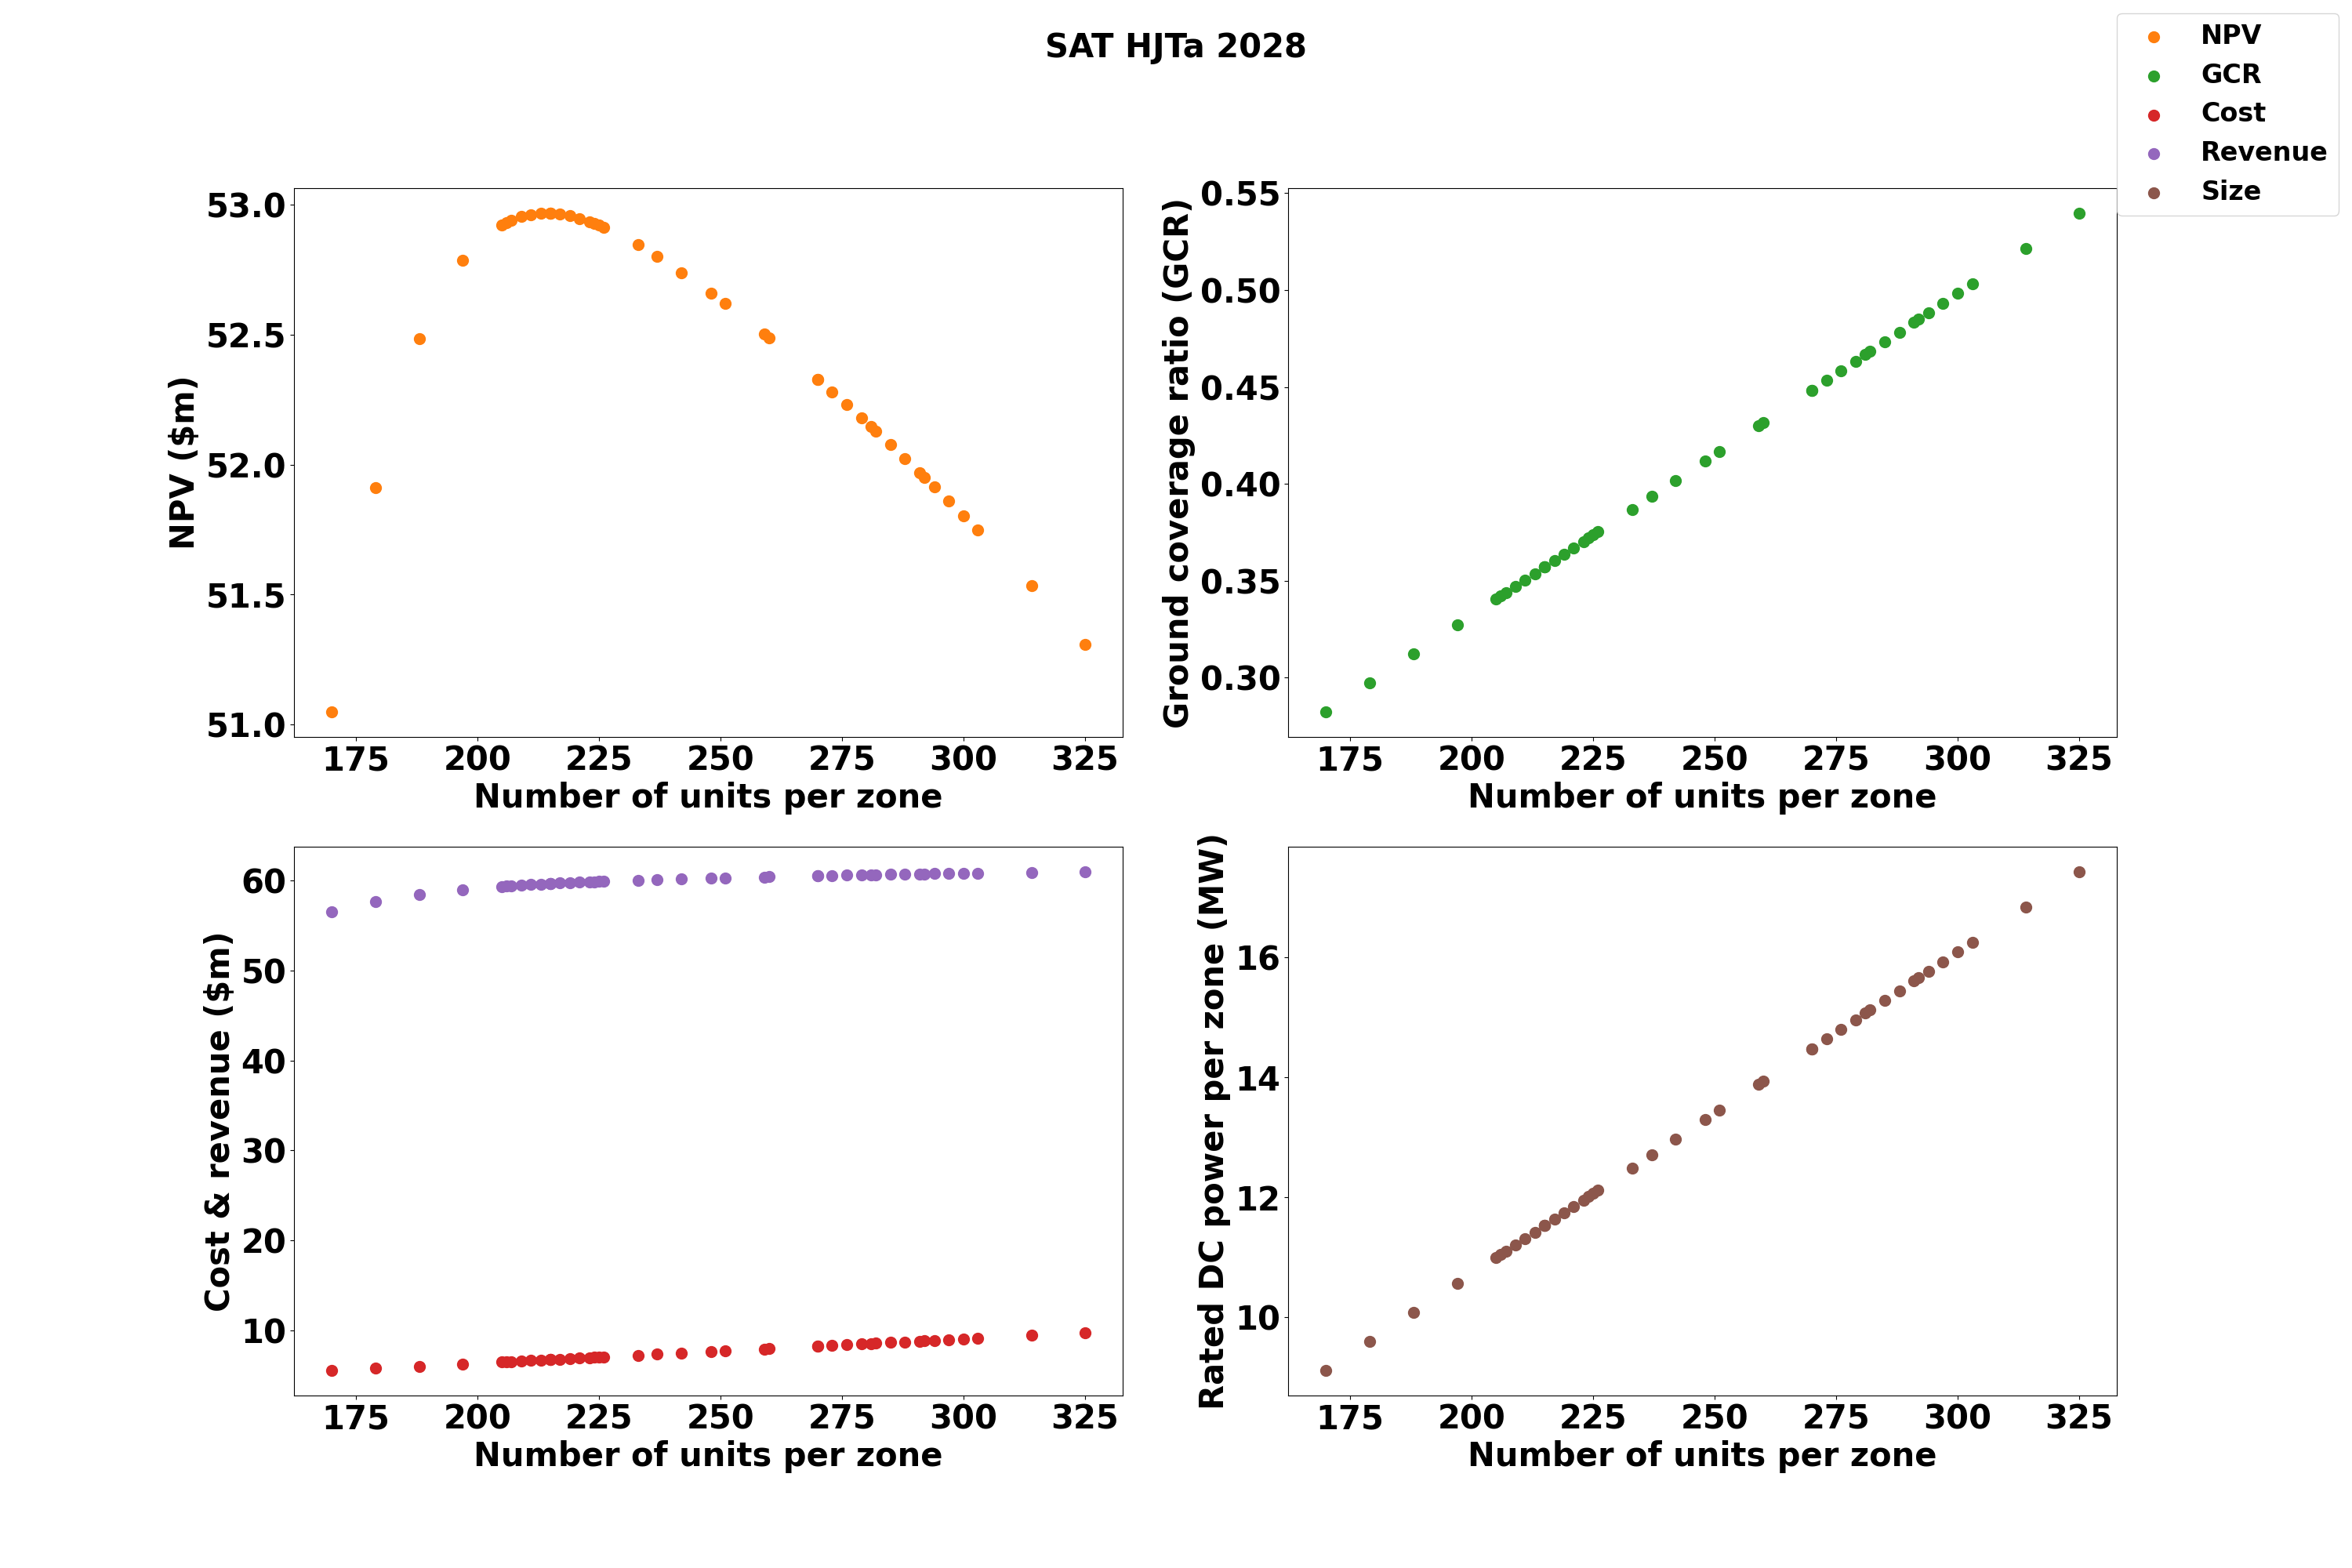 SAT HJTa 2028
NPV
GCR
Cost
Revenue
Size
NPV ($m)
53.0
52.5
52.0
51.5
51.0
175 200 225 250 275 300 325
Number of units per zone
Ground coverage ratio (GCR)
0.55
0.50
0.45
0.40
0.35
0.30
175 200 225 250 275 300 325
Number of units per zone
Cost & revenue ($m)
60
50
40
30
20
10
175 200 225 250 275 300 325
Number of units per zone
Rated DC power per zone (MW)
16
14
12
10
175 200 225 250 275 300 325
Number of units per zone